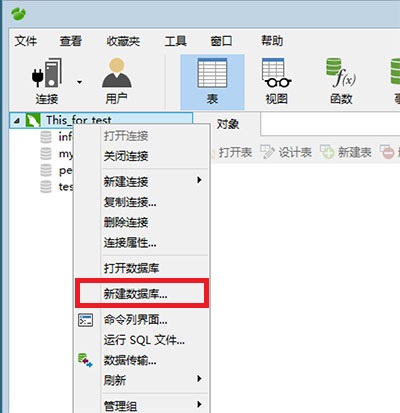 文件 查看 收藏夹 工具 窗口 帮助
连接 用户 表 视图 函数
f(x)
This_for_test 对象
inf
my
pe
tes
打开表 设计表 新建表
打开连接
关闭连接
新建连接
复制连接...
删除连接
连接属性...
打开数据库
新建数据库...
命令列界面...
运行 SQL 文件...
数据传输...
刷新
管理组